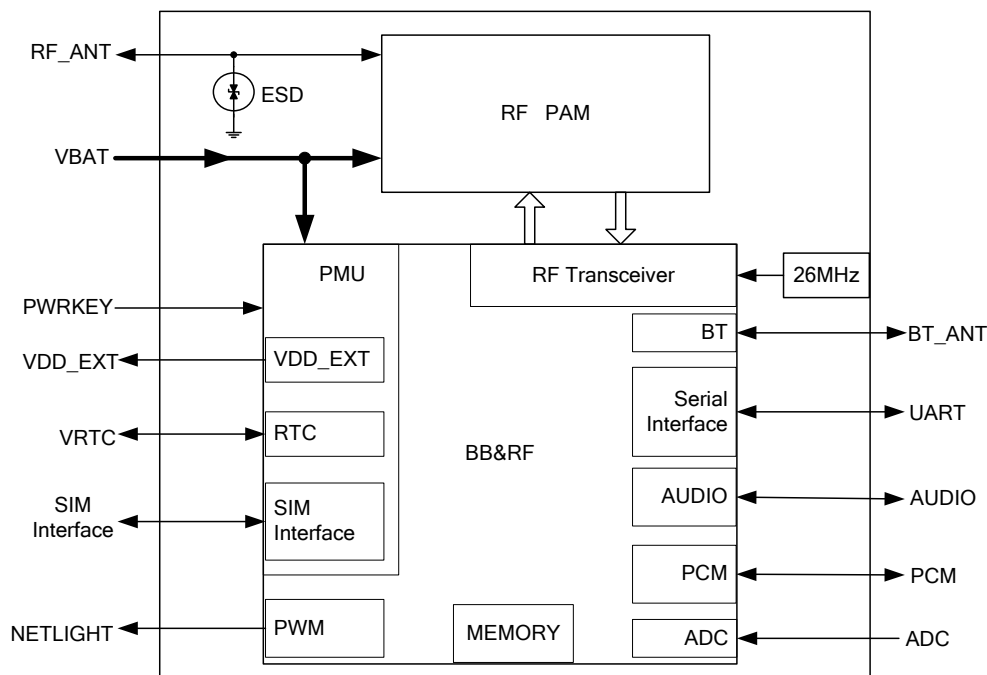 RF_ANT
ESD
RF PAM
VBAT
PMU
RF Transceiver
26MHz
PWRKEY
BT
BT_ANT
VDD_EXT
VDD_EXT
Serial
Interface
UART
VRTC
RTC
BB&RF
SIM
Interface
SIM
Interface
AUDIO
AUDIO
PCM
PCM
NETLIGHT
PWM
MEMORY
ADC
ADC